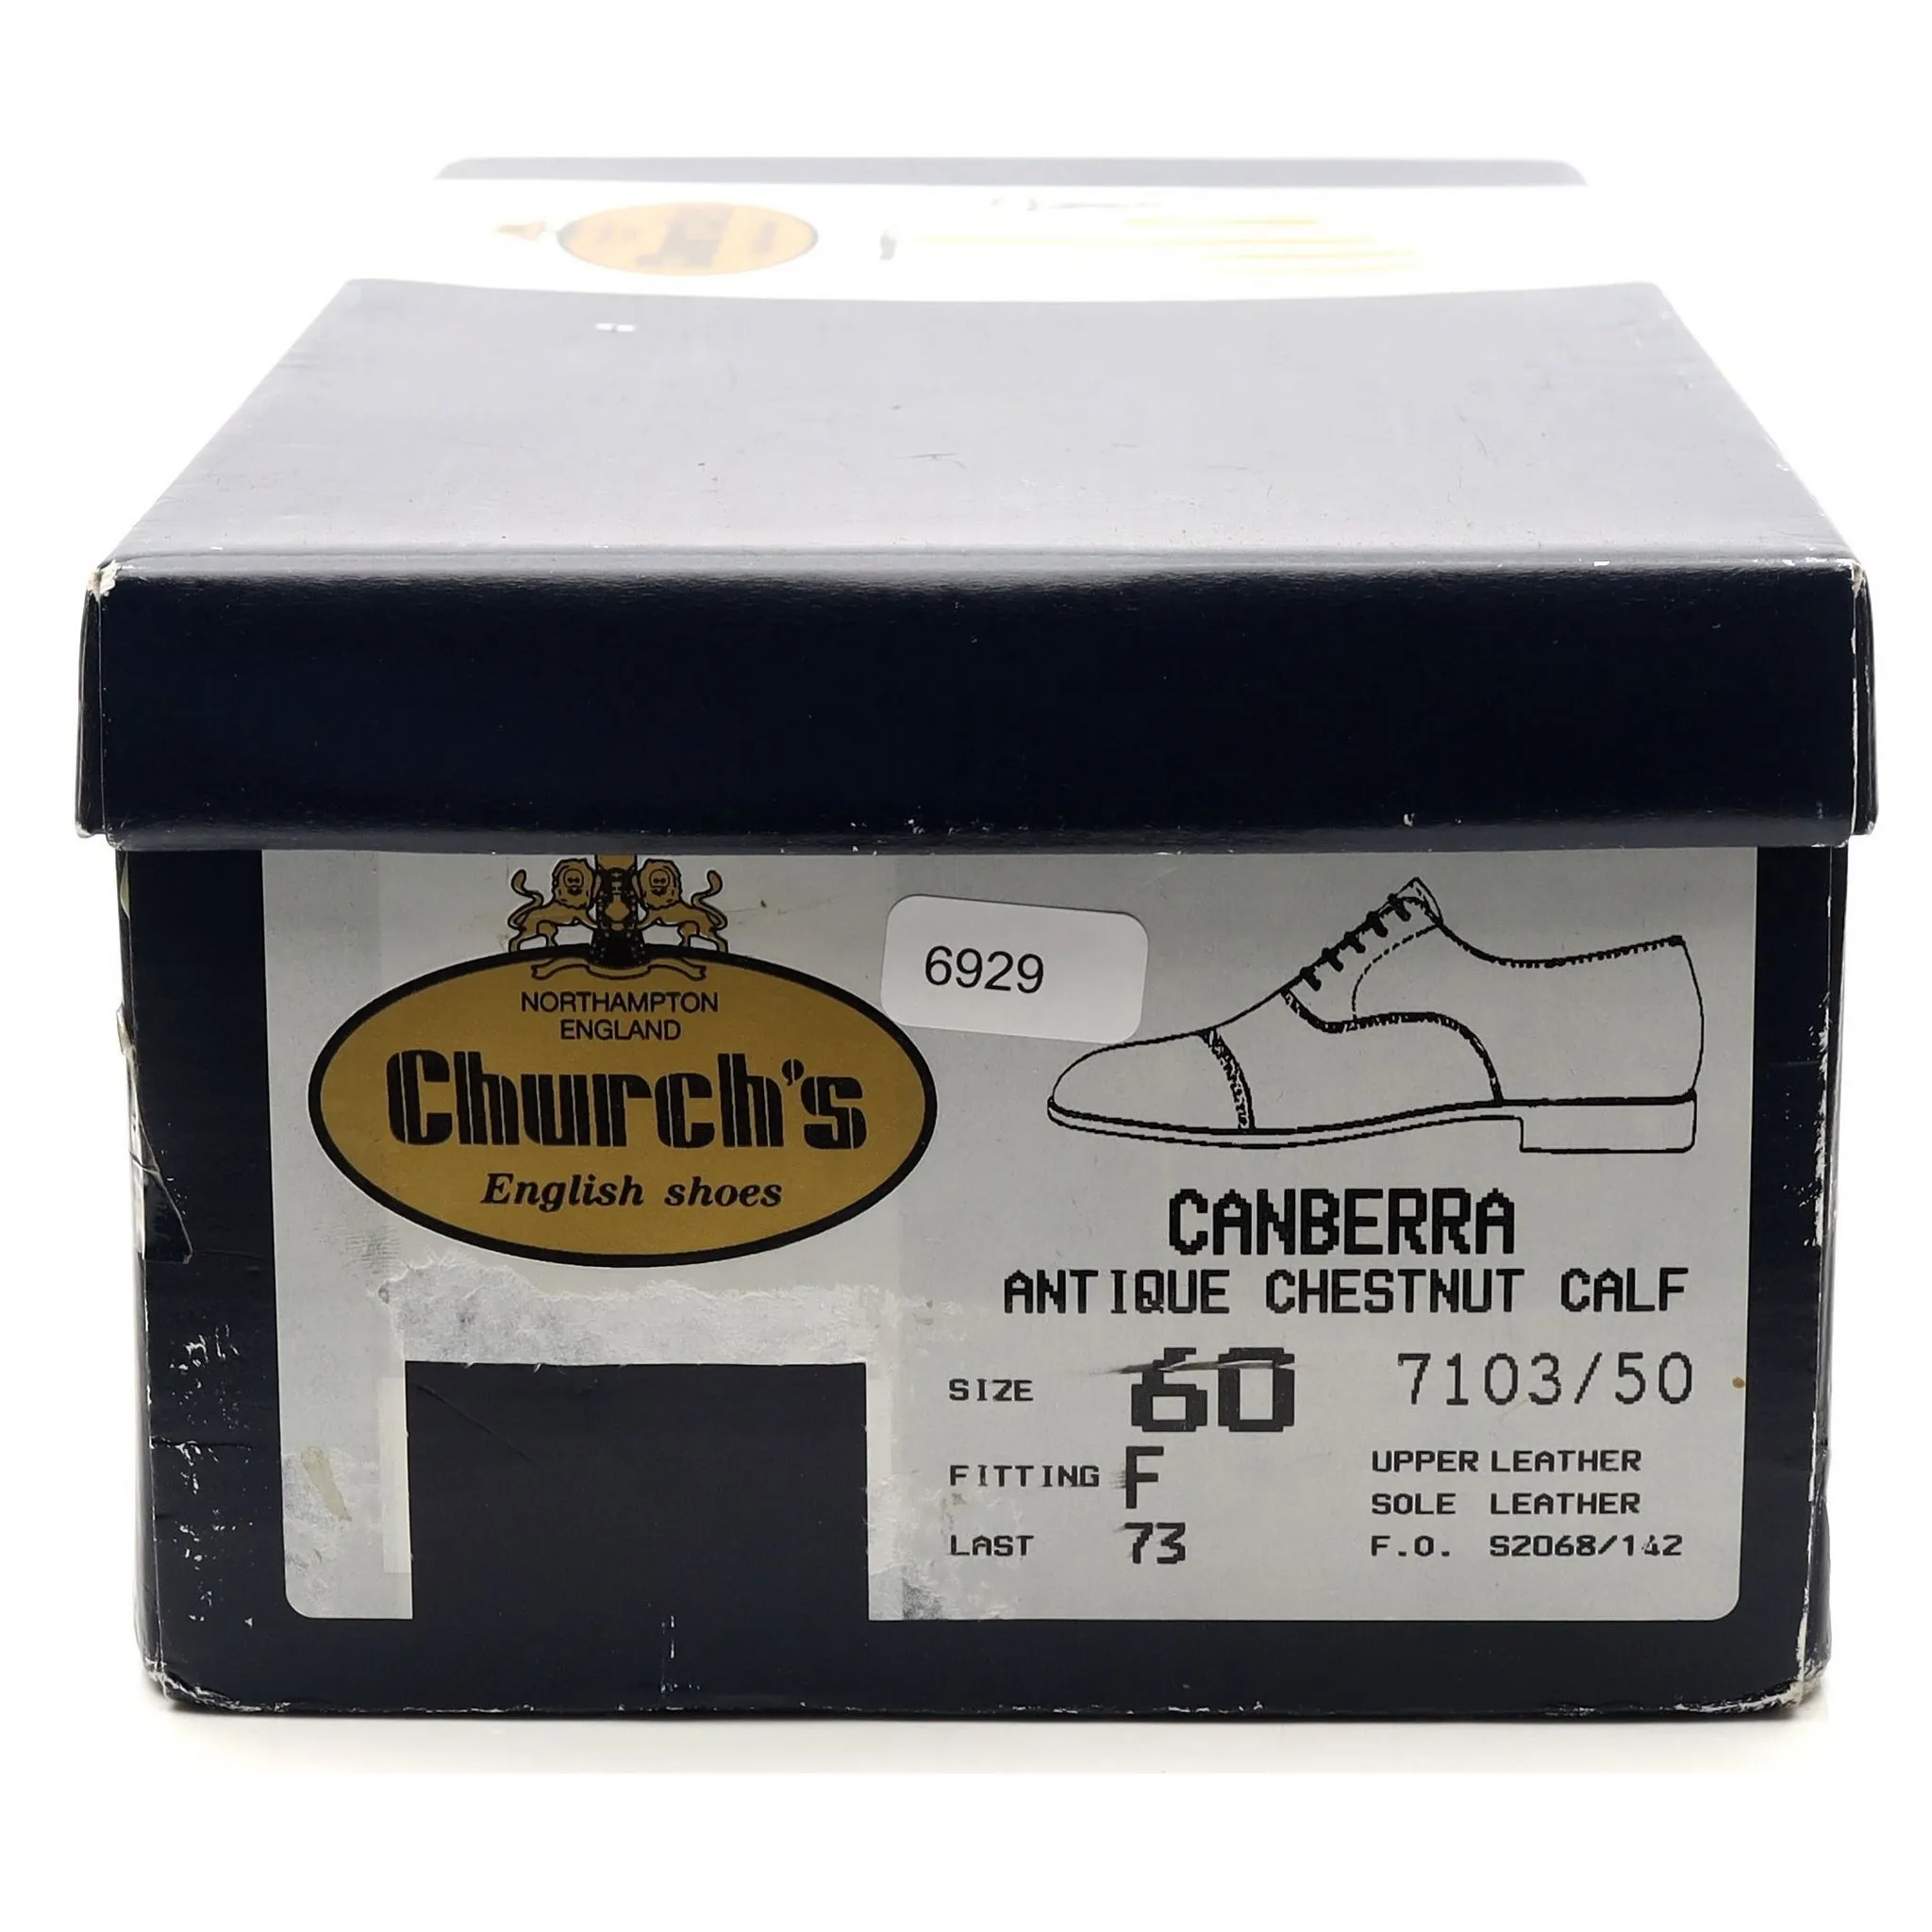 NORTHAMPTON
ENGLAND
Church's
English shoes
6929
CANBERRA
ANTIQUE CHESTNUT CALF
SIZE 60 7103/50
FITTING F
LAST 73
UPPER LEATHER
SOLE LEATHER
F.O. S2068/142